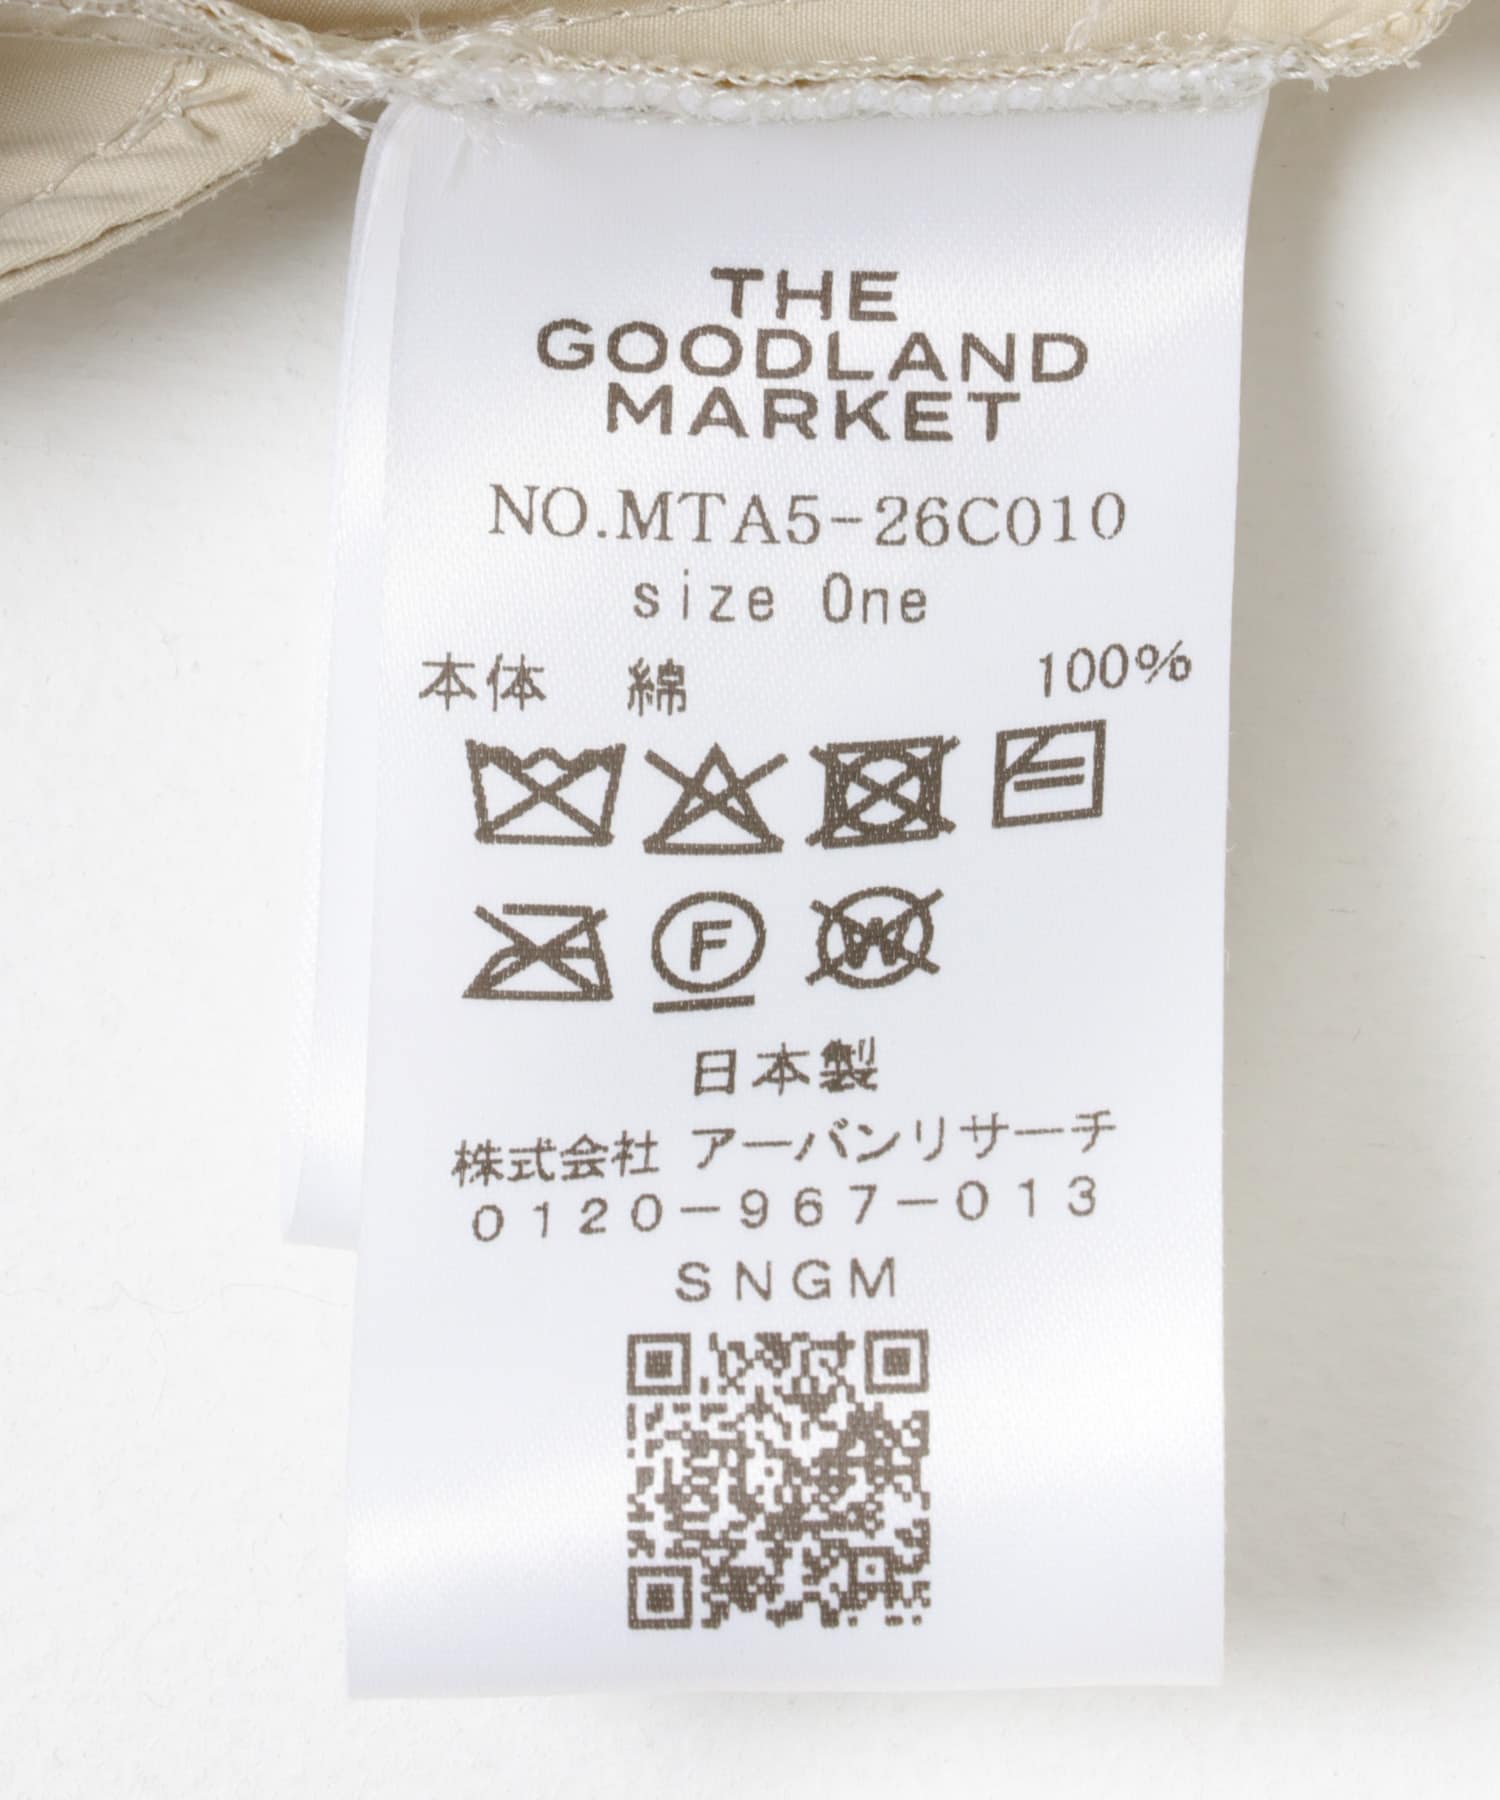 THE
GOODLAND
MARKET
NO.MTA5-26C010
size One
本体 綿 100%
F
W
日本製
株式会社 アーバンリサーチ
0120-967-013
SNGM